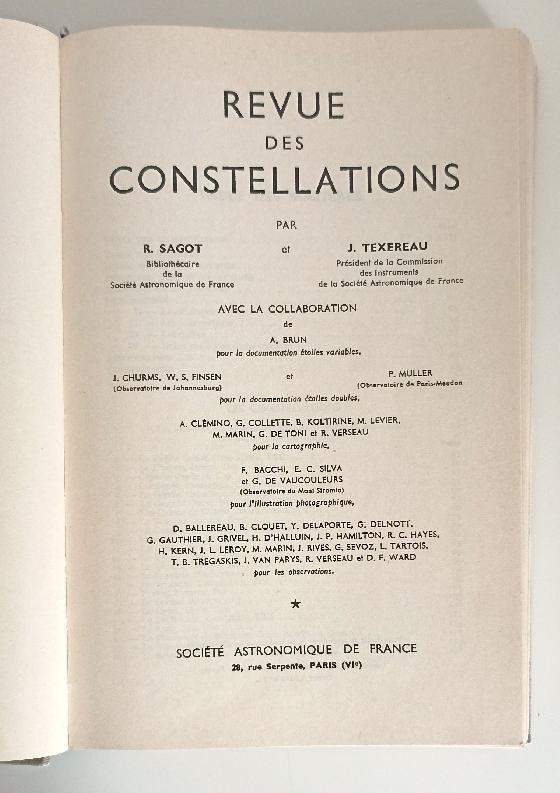 REVUE
DES
CONSTELLATIONS
PAR
R. SAGOT
Bibliothécaire
de la
Société Astronomique de France
et
J. TEXEREAU
Président de la Commission
des Instruments
de la Société Astronomique de France
AVEC LA COLLABORATION
de
A. BRUN
pour la documentation étoiles variables,
J. CHURMS, W. S. FINSEN
(Observatoire de Johannesburg)
et
P. MULLER
(Observatoire de Paris-Meudon
pour la documentation étoiles doubles,
A. CLÉMINO, G. COLLETTE, B. KOLTIRINE, M. LEVIER,
M. MARIN, G. DE TONI et R. VERSEAU
pour la cartographie,
F. BACCHI, E. C. SILVA
et G. DE VAUCOULEURS
(Observatoire du Mont Stromlo)
pour l'illustration photographique,
D. BALLEREAU, B. CLOUET, Y. DELAPORTE, G. DELNOTT,
G. GAUTHIER, J. GRIVEL, H. D'HALLUIN, J. P. HAMILTON, R. C. HAYES,
H. KERN, J. L. LEROY, M. MARIN, J. RIVES, G. SEVOZ, L. TARTOIS,
T. B. TREGASKIS, J. VAN PARYS, R. VERSEAU et D. F. WARD
pour les observations.
★
SOCIÉTÉ ASTRONOMIQUE DE FRANCE
28, rue Serpente, PARIS (VIe)